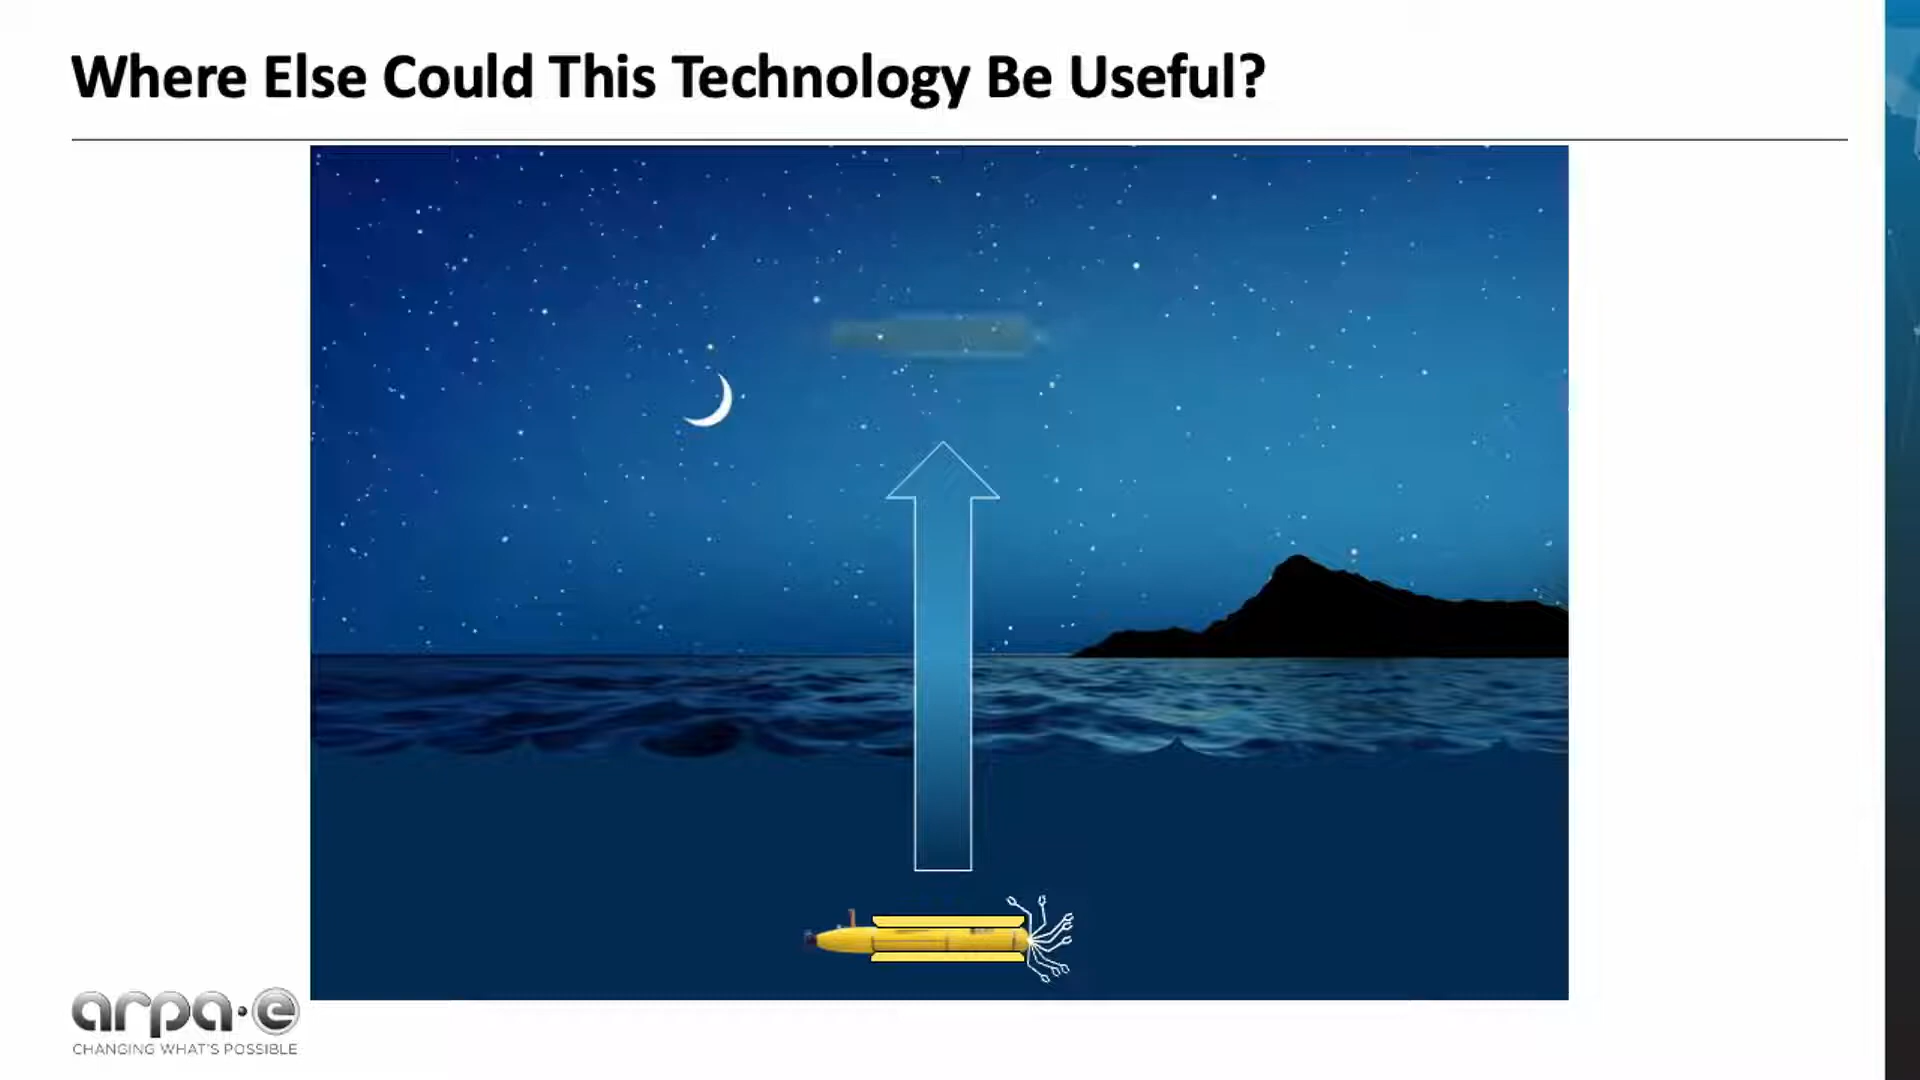 Where Else Could This Technology Be Useful?
arpa·e
CHANGING WHAT'S POSSIBLE